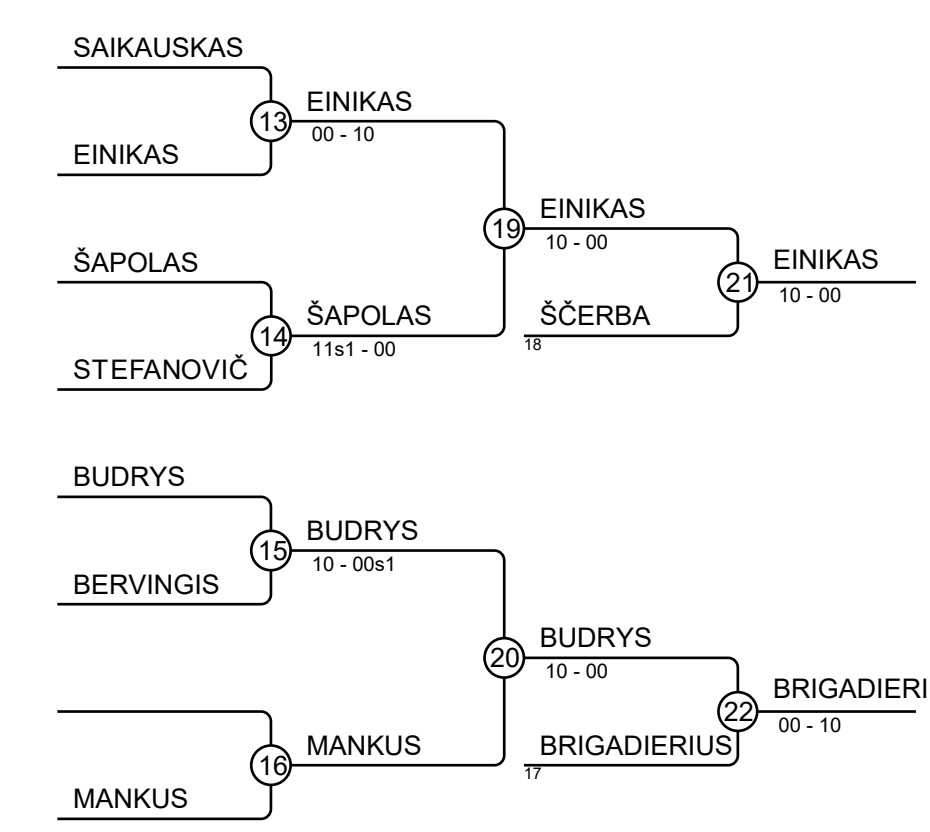 SAIKAUSKAS
13
EINIKAS
00 - 10
EINIKAS
19
EINIKAS
10 - 00
ŠAPOLAS
14
ŠAPOLAS
11s1 - 00
STEFANOVIČ
21
EINIKAS
10 - 00
ŠČERBA
18
BUDRYS
15
BUDRYS
10 - 00s1
BERVINGIS
20
BUDRYS
10 - 00
16
MANKUS
MANKUS
22
BRIGADIERI
00 - 10
BRIGADIERIUS
17